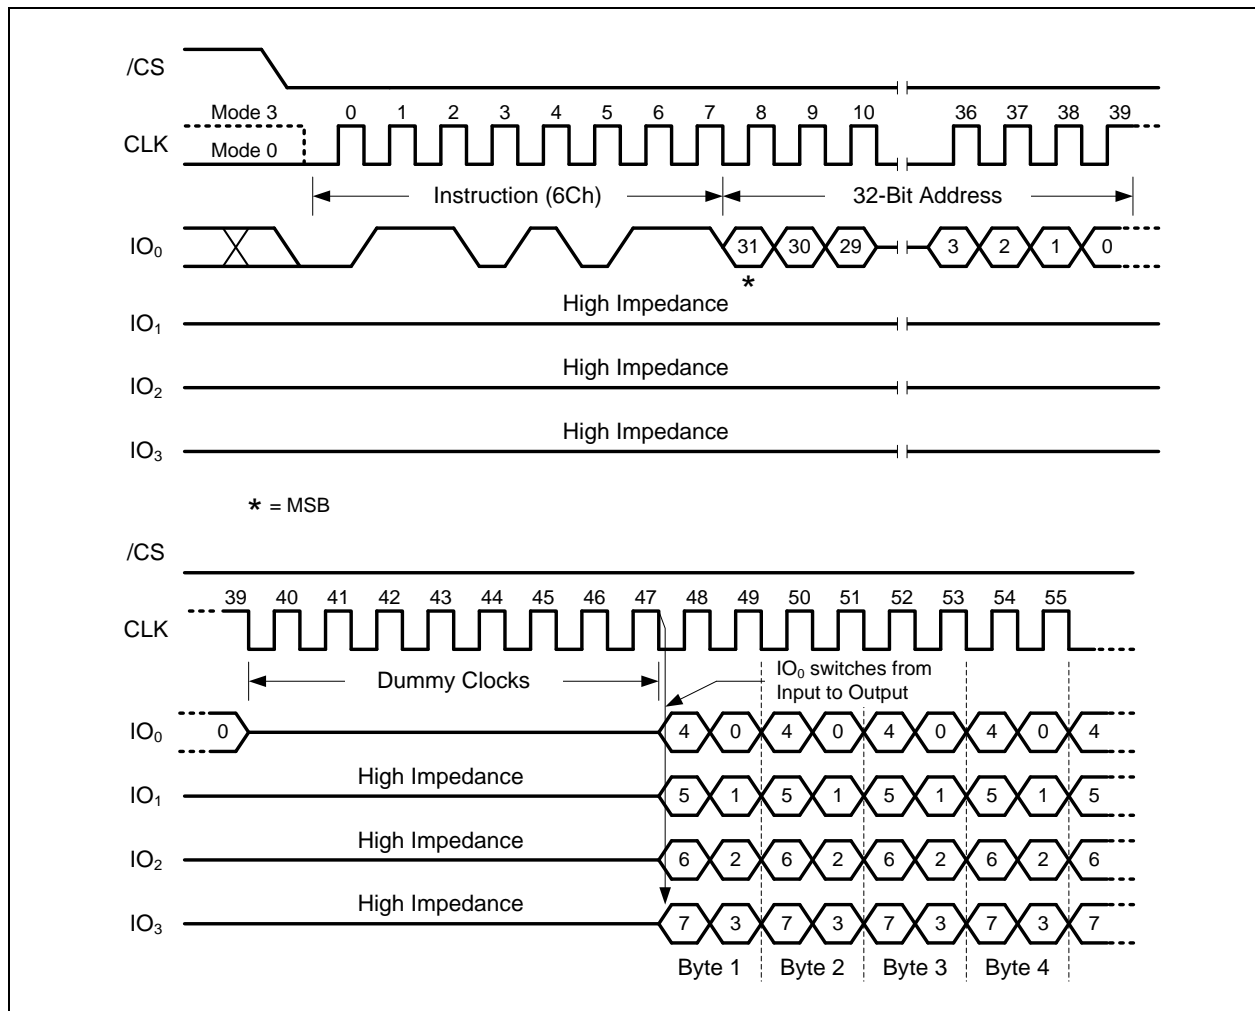 /CS
Mode 3 0 1 2 3 4 5 6 7 8 9 10 36 37 38 39
CLK
Mode 0
Instruction (6Ch) 32-Bit Address
IO₀ 31 30 29 3 2 1 0
*
High Impedance
IO₁
High Impedance
IO₂
High Impedance
IO₃
* = MSB
/CS
39 40 41 42 43 44 45 46 47 48 49 50 51 52 53 54 55
CLK
Dummy Clocks
IO₀ switches from
Input to Output
IO₀ 0 4 0 4 0 4 0 4 0 4
High Impedance
IO₁ 5 1 5 1 5 1 5 1 5
High Impedance
IO₂ 6 2 6 2 6 2 6 2 6
High Impedance
IO₃ 7 3 7 3 7 3 7 3 7
Byte 1 Byte 2 Byte 3 Byte 4